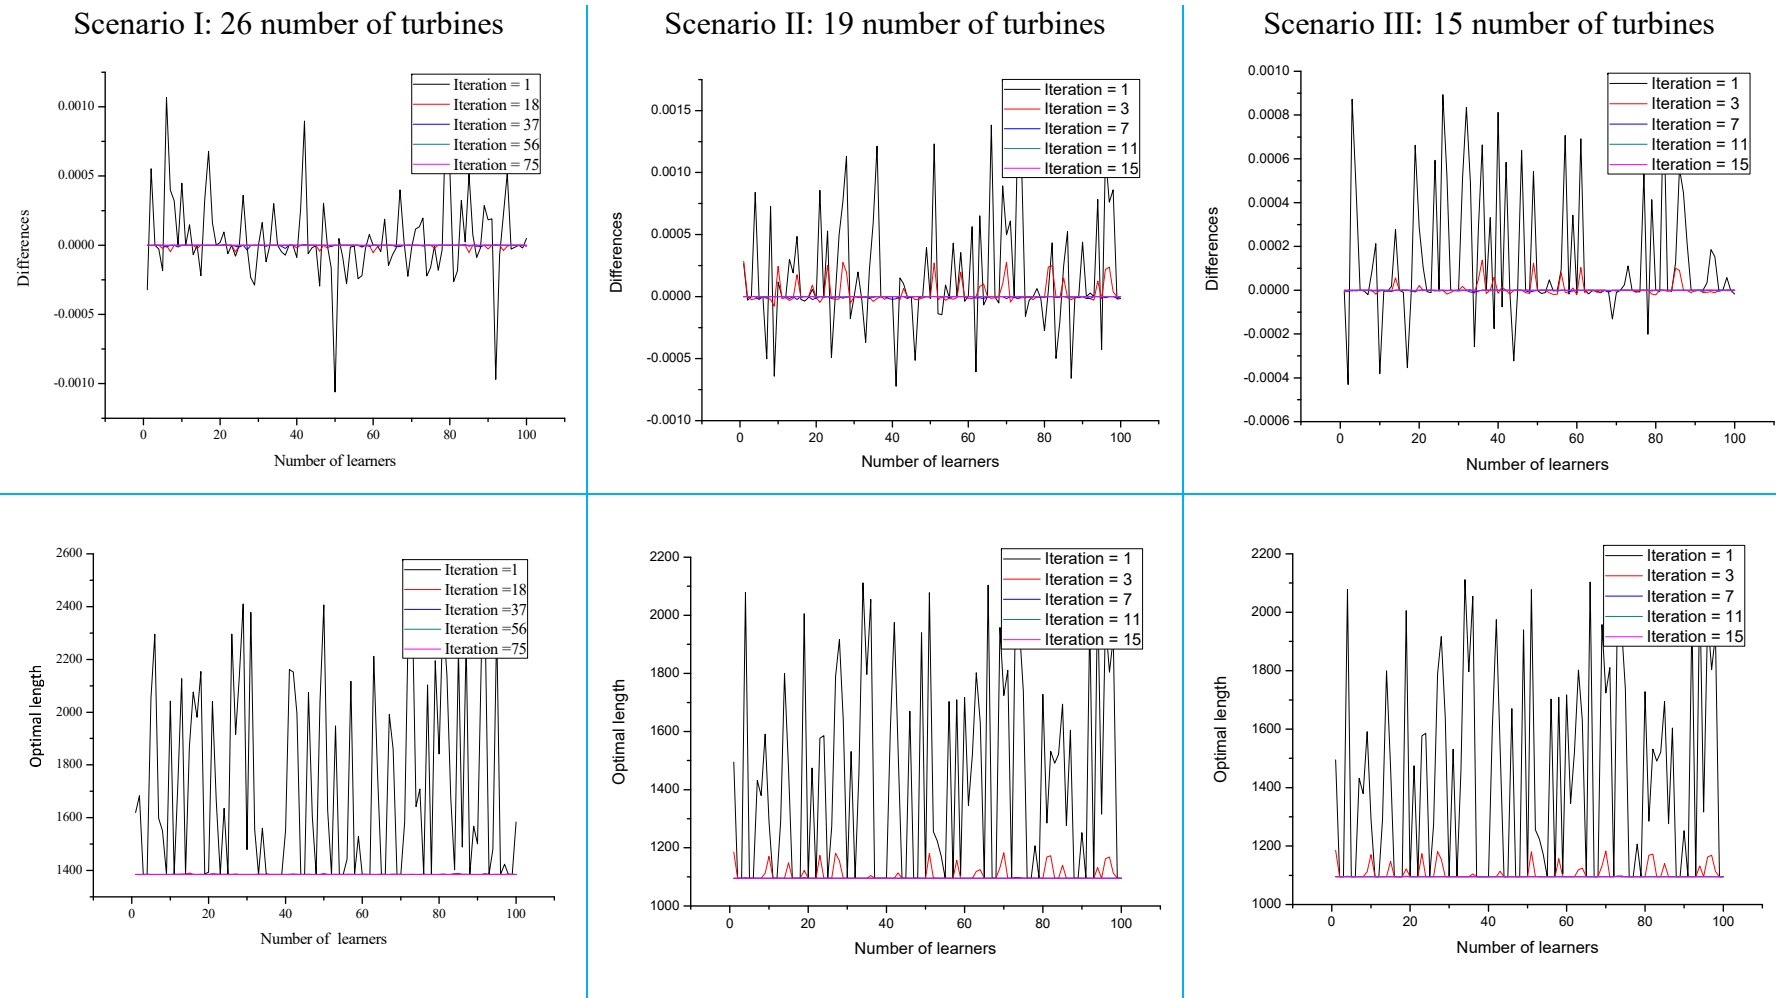 Scenario I: 26 number of turbines
Scenario II: 19 number of turbines
Scenario III: 15 number of turbines
Differences
0.0010
0.0005
0.0000
-0.0005
-0.0010
0
20
40
60
80
100
Number of learners
Iteration = 1
Iteration = 18
Iteration = 37
Iteration = 56
Iteration = 75
Differences
0.0015
0.0010
0.0005
0.0000
-0.0005
-0.0010
0
20
40
60
80
100
Number of learners
Iteration = 1
Iteration = 3
Iteration = 7
Iteration = 11
Iteration = 15
Differences
0.0010
0.0008
0.0006
0.0004
0.0002
0.0000
-0.0002
-0.0004
-0.0006
0
20
40
60
80
100
Number of learners
Iteration = 1
Iteration = 3
Iteration = 7
Iteration = 11
Iteration = 15
Optimal length
2600
2400
2200
2000
1800
1600
1400
0
20
40
60
80
100
Number of learners
Iteration =1
Iteration =18
Iteration =37
Iteration =56
Iteration =75
Optimal length
2200
2000
1800
1600
1400
1200
1000
0
20
40
60
80
100
Number of learners
Iteration = 1
Iteration = 3
Iteration = 7
Iteration = 11
Iteration = 15
Optimal length
2200
2000
1800
1600
1400
1200
1000
0
20
40
60
80
100
Number of learners
Iteration = 1
Iteration = 3
Iteration = 7
Iteration = 11
Iteration = 15